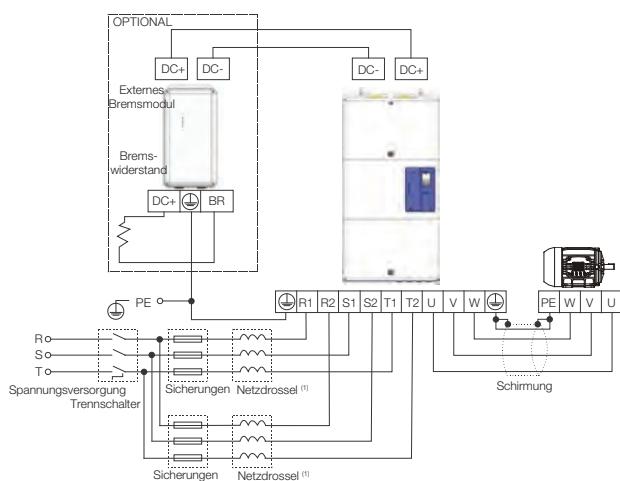 OPTIONAL
DC+ DC- DC- DC+
Externes
Bremsmodul
Brems-
widerstand
DC+ BR
PE
R1 R2 S1 S2 T1 T2 U V W
PE W V U
R
S
T
Spannungsversorgung
Trennschalter
Sicherungen Netzdrossel (1)
Schirmung
Sicherungen Netzdrossel (1)